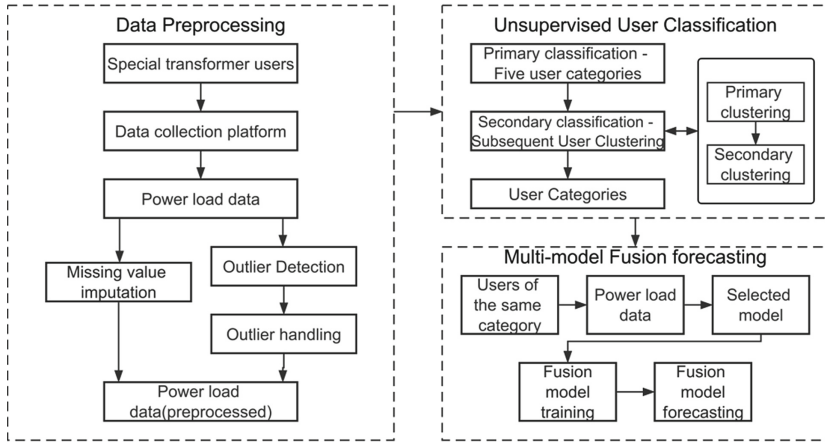 Data Preprocessing
Special transformer users
Data collection platform
Power load data
Missing value
imputation
Outlier Detection
Outlier handling
Power load
data(preprocessed)
Unsupervised User Classification
Primary classification -
Five user categories
Secondary classification -
Subsequent User Clustering
User Categories
Primary
clustering
Secondary
clustering
Multi-model Fusion forecasting
Users of
the same
category
Power load
data
Selected
model
Fusion
model
training
Fusion
model
forecasting